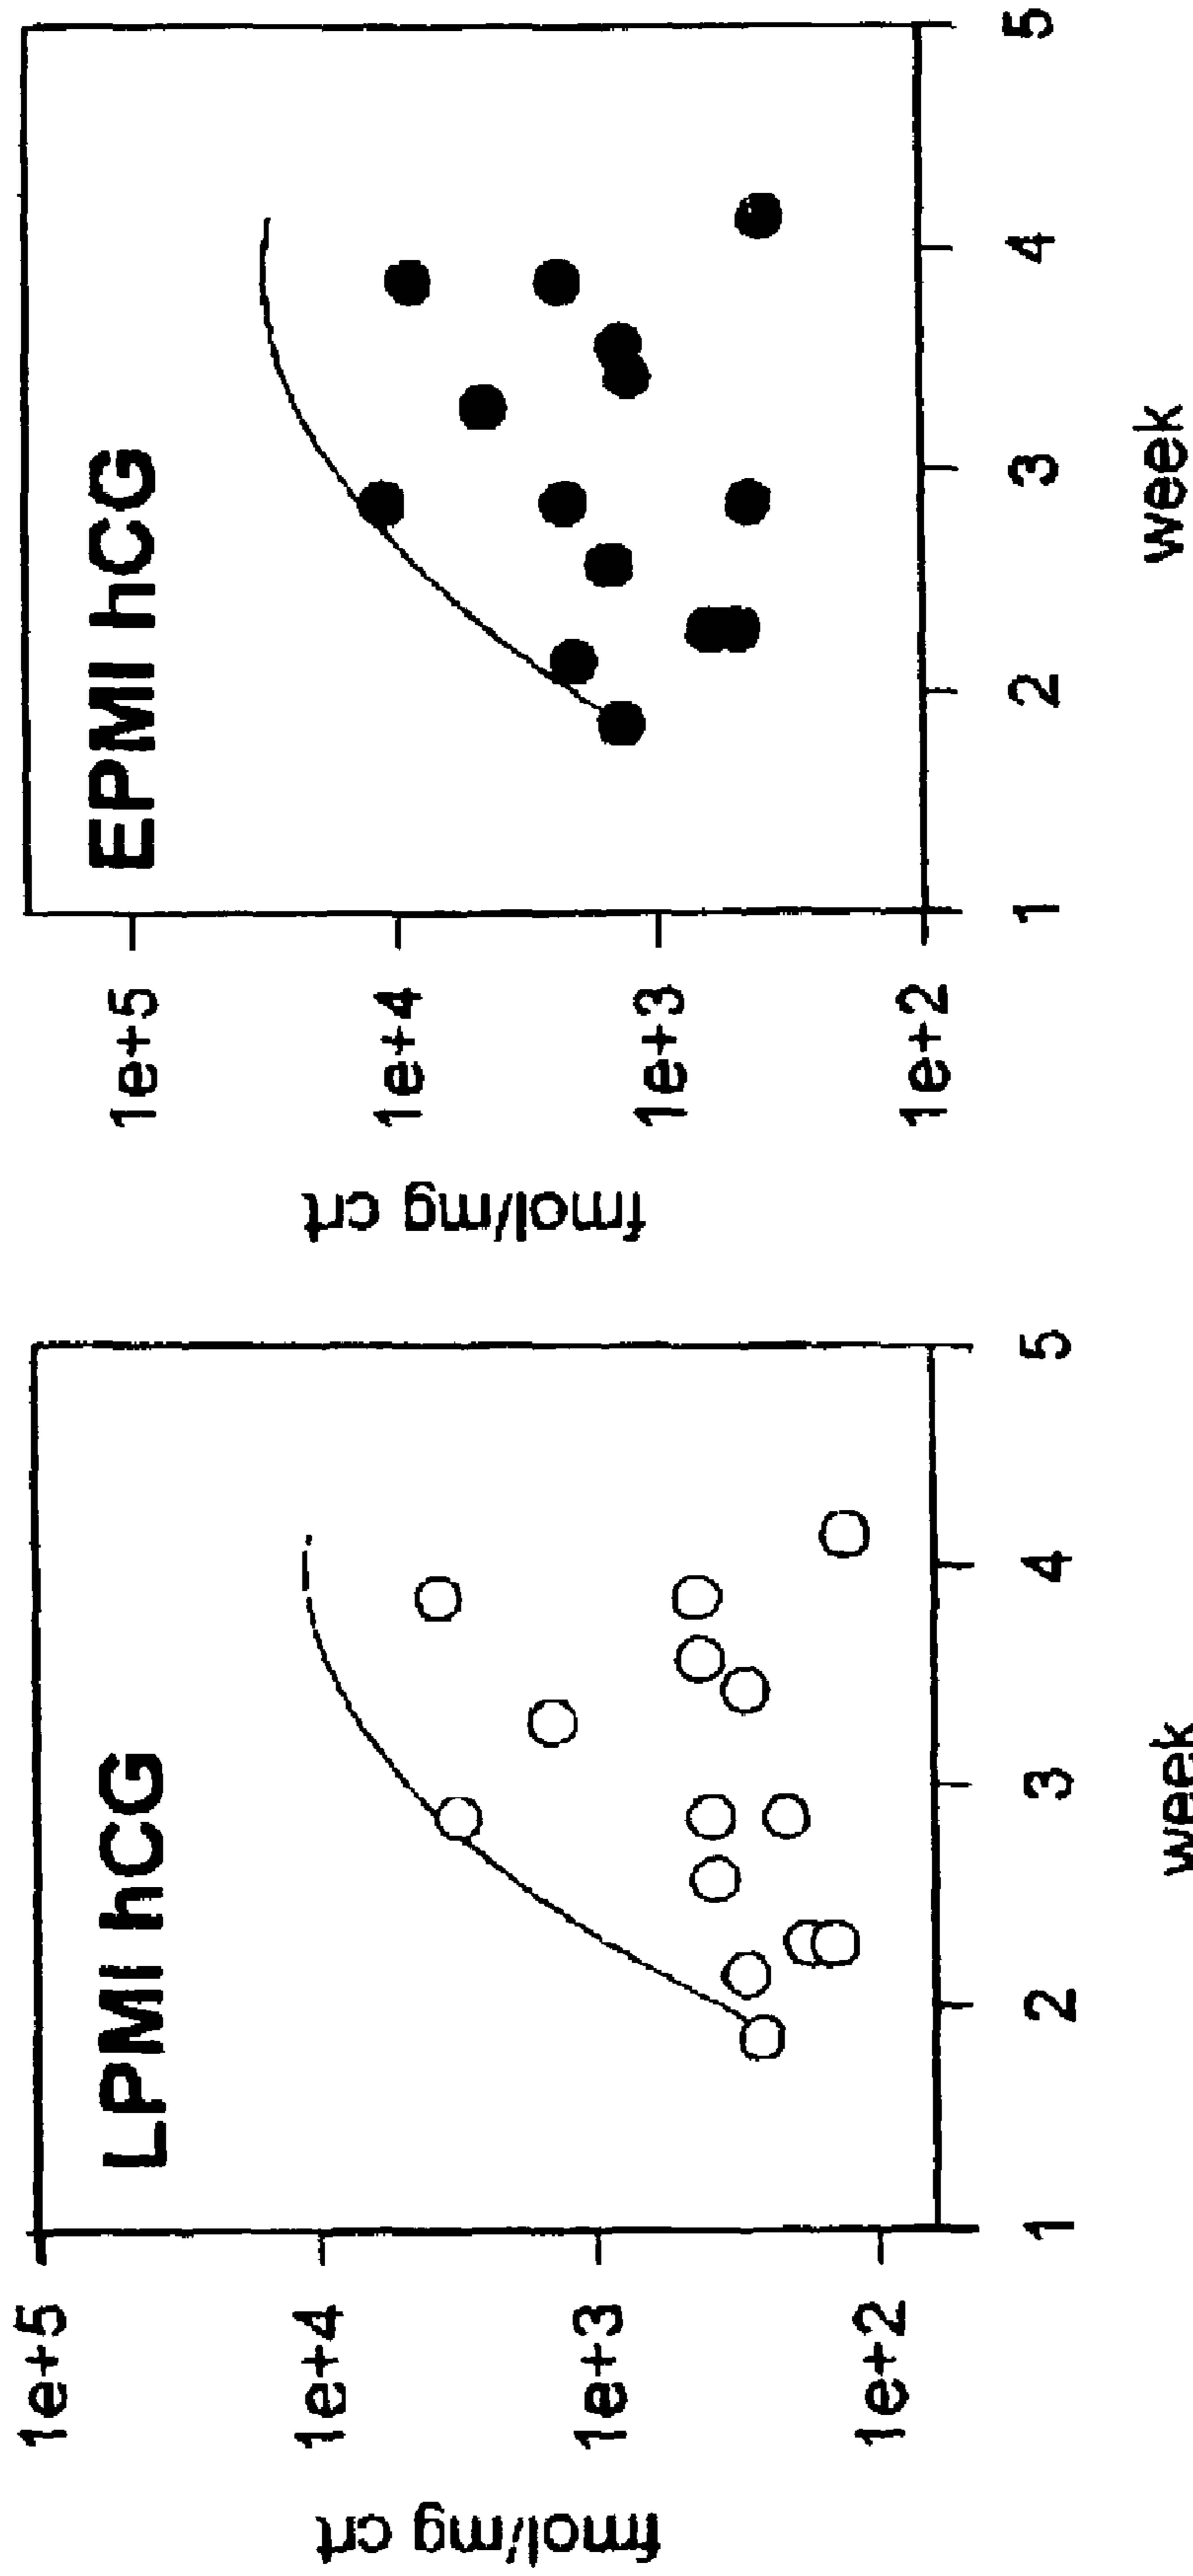 LPMI hCG
fmol/mg crt
1e+5
1e+4
1e+3
1e+2
1
2
3
4
5
week
EPMI hCG
fmol/mg crt
1e+5
1e+4
1e+3
1e+2
1
2
3
4
5
week